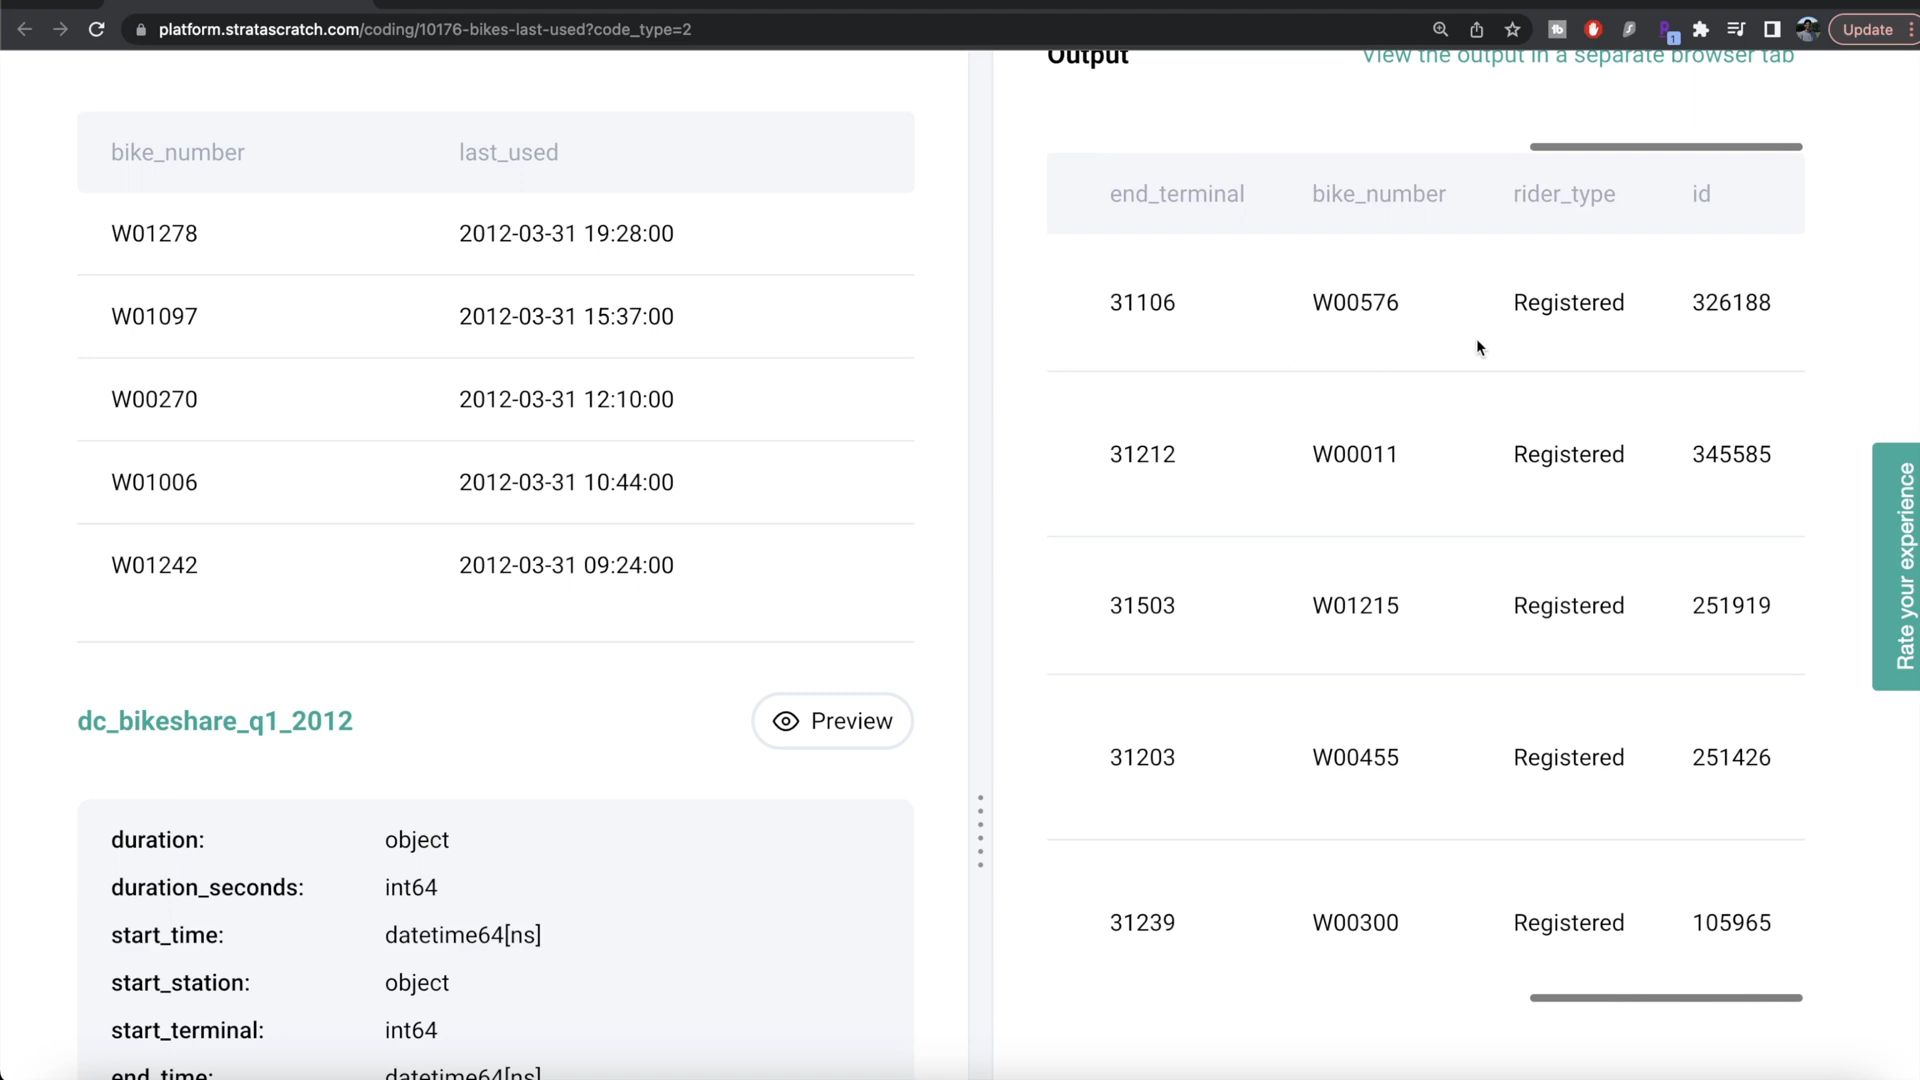 platform.stratascratch.com/coding/10176-bikes-last-used?code_type=2
1
Update
bike_number last_used
W01278 2012-03-31 19:28:00
W01097 2012-03-31 15:37:00
W00270 2012-03-31 12:10:00
W01006 2012-03-31 10:44:00
W01242 2012-03-31 09:24:00
dc_bikeshare_q1_2012
Preview
duration: object
duration_seconds: int64
start_time: datetime64[ns]
start_station: object
start_terminal: int64
end_time: datetime64[ns]
Output View the output in a separate browser tab
end_terminal bike_number rider_type id
31106 W00576 Registered 326188
31212 W00011 Registered 345585
31503 W01215 Registered 251919
31203 W00455 Registered 251426
31239 W00300 Registered 105965
Rate your experience